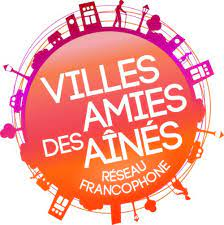 VILLES
AMIES
DES AÎNÉS
RÉSEAU
FRANCOPHONE